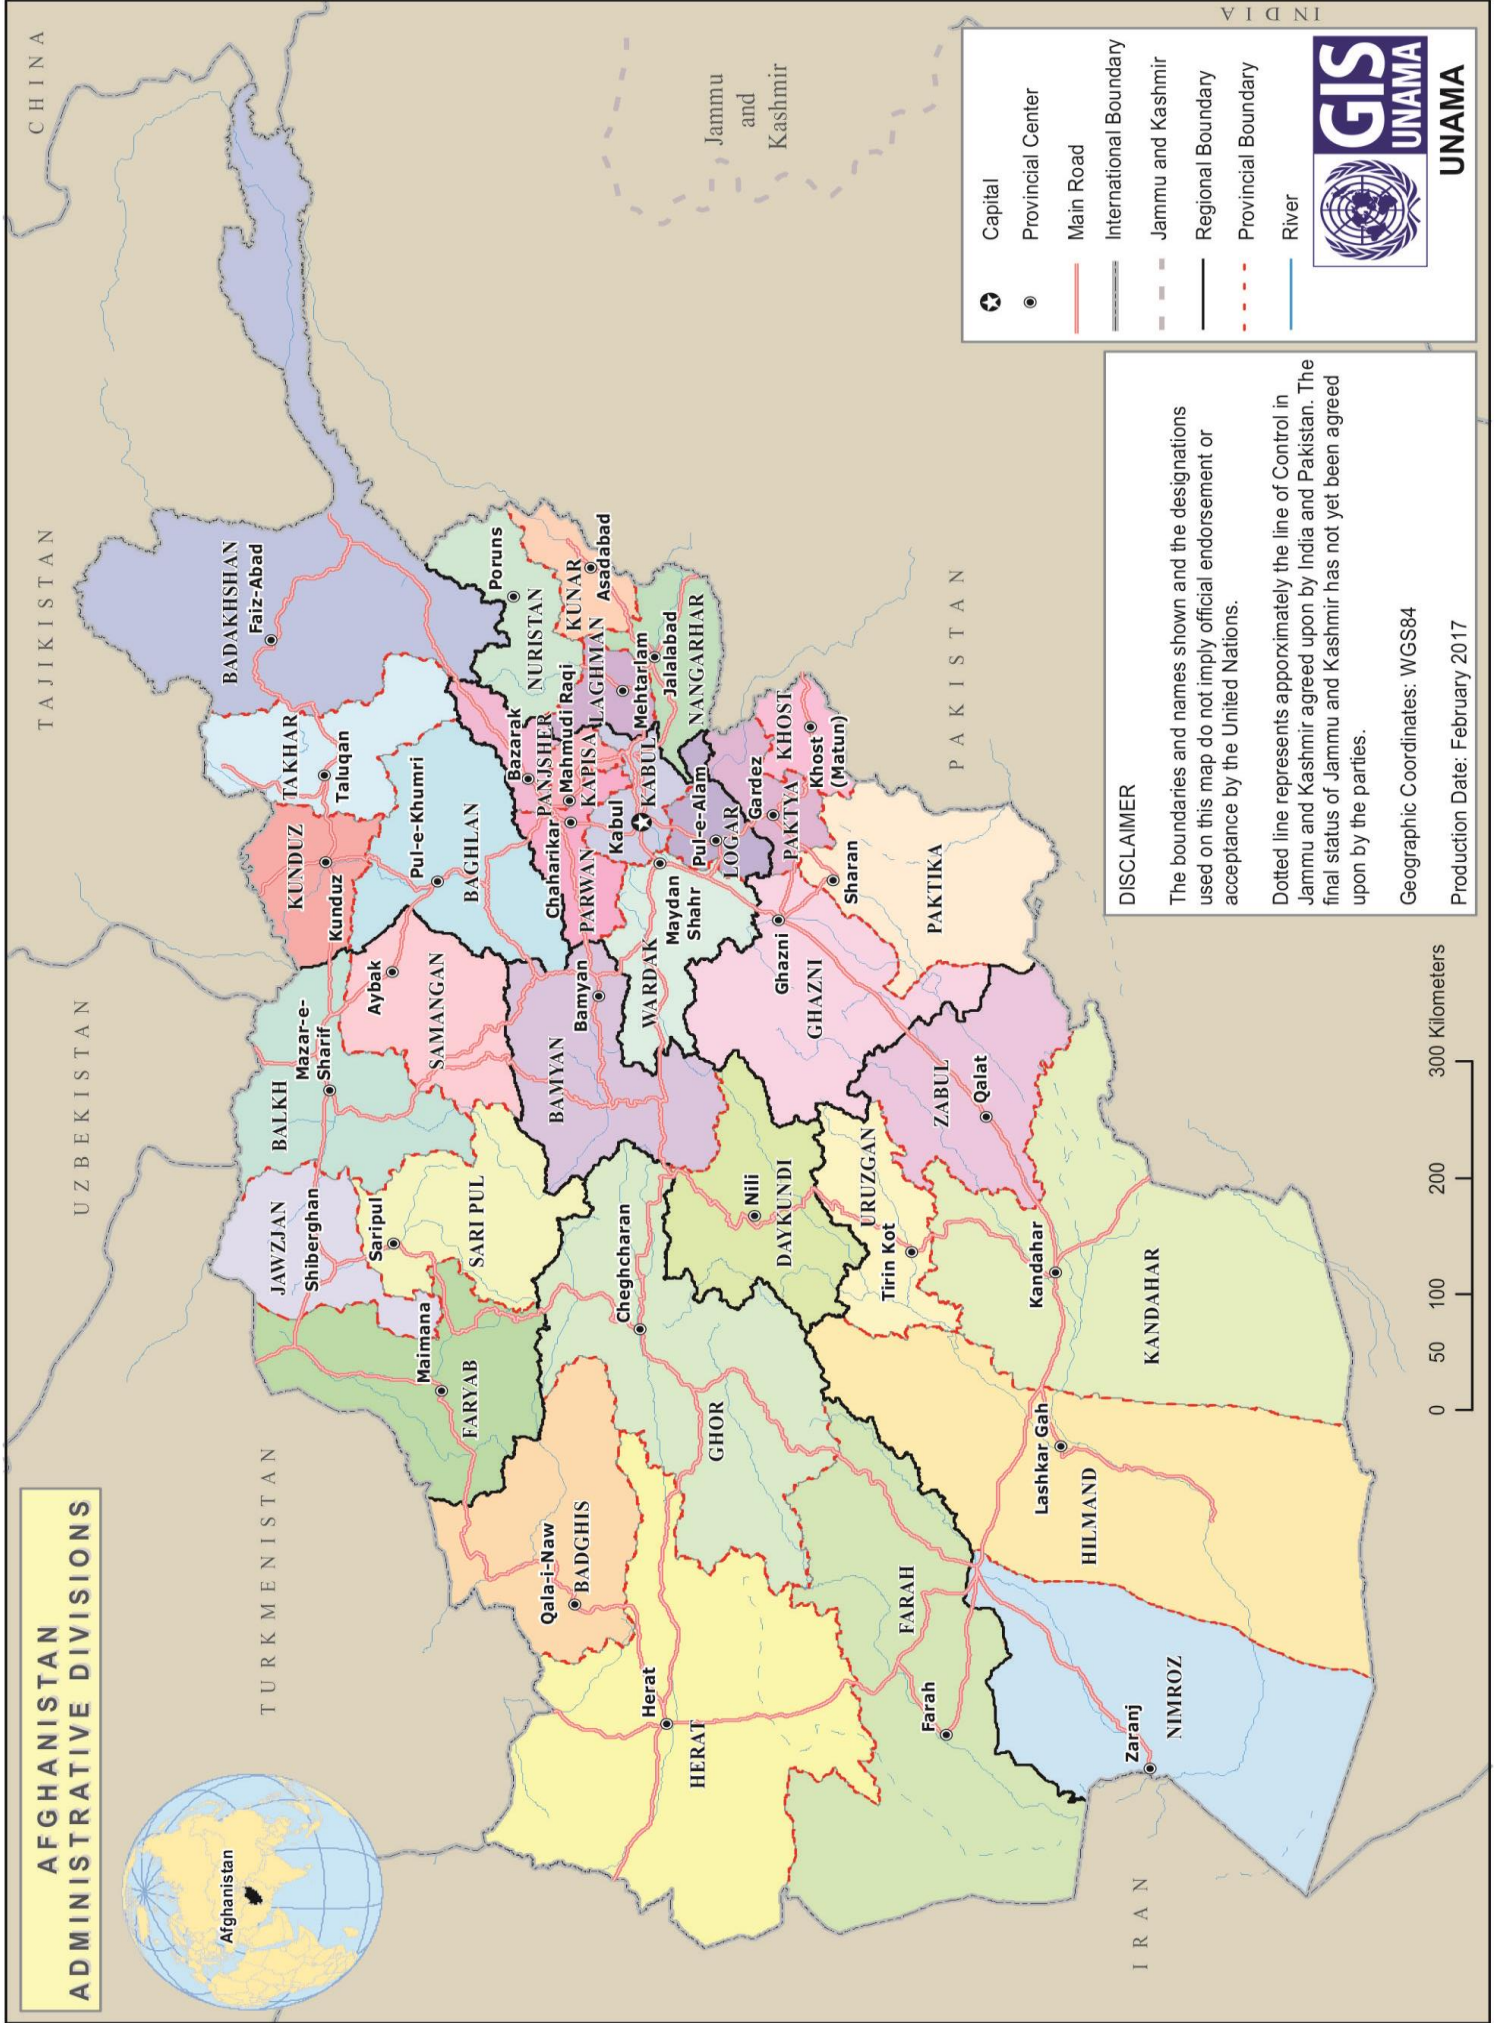 AFGHANISTAN
ADMINISTRATIVE DIVISIONS
Afghanistan
UZBEKISTAN
TAJIKISTAN
CHINA
TURKMENISTAN
IRAN
PAKISTAN
INDIA
Jammu
and
Kashmir
BADAKHSHAN
Faiz-Abad
TAKHAR
Taluqan
KUNDUZ
Kunduz
BALKH
Mazar-e-
Sharif
JAWZJAN
Shiberghan
Saripul
SARI PUL
Aybak
SAMANGAN
Pul-e-Khumri
BAGHLAN
Maimana
FARYAB
Qala-i-Naw
BADGHIS
Herat
HERAT
Cheghcharan
GHOR
BAMYAN
Bamyan
Poruns
NURISTAN
KUNAR
Asadabad
Bazarak
PANJSHER
Mahmudi Raqi
KAPISA
LAGHMAN
Mehtarlam
Jalalabad
NANGARHAR
Chaharikar
PARWAN
Kabul
KABUL
WARDAK
Maydan
Shahr
Pul-e-Alam
LOGAR
Gardez
PAKTYA
KHOST
Khost
(Matun)
Ghazni
GHAZNI
Sharan
PAKTIKA
Nili
DAYKUNDI
URUZGAN
Tirin Kot
ZABUL
Qalat
Kandahar
KANDAHAR
Lashkar Gah
HILMAND
FARAH
Farah
Zaranj
NIMROZ
0
50
100
200
300 Kilometers
DISCLAIMER
The boundaries and names shown and the designations
used on this map do not imply official endorsement or
acceptance by the United Nations.
Dotted line represents apporximately the line of Control in
Jammu and Kashmir agreed upon by India and Pakistan. The
final status of Jammu and Kashmir has not yet been agreed
upon by the parties.
Geographic Coordinates: WGS84
Production Date: February 2017
Capital
Provincial Center
Main Road
International Boundary
Jammu and Kashmir
Regional Boundary
Provincial Boundary
River
GIS
UNAMA
UNAMA